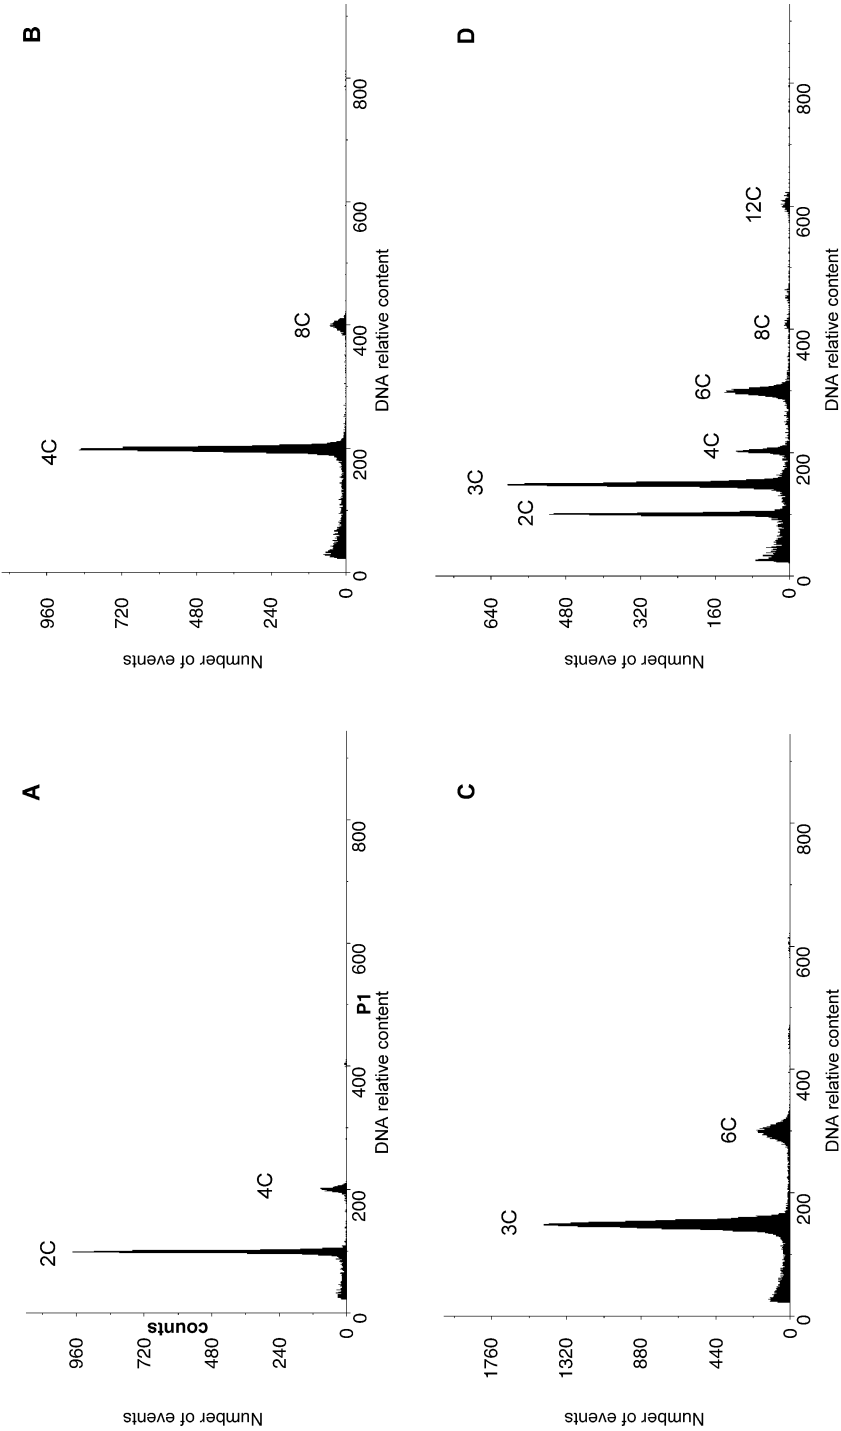 A
2C
4C
960
720
480
240
0
counts
Number of events
0
200
400
600
800
P1
DNA relative content
B
4C
8C
960
720
480
240
0
Number of events
0
200
400
600
800
DNA relative content
C
3C
6C
1760
1320
880
440
0
Number of events
0
200
400
600
800
DNA relative content
D
2C
3C
4C
6C
8C
12C
640
480
320
160
0
Number of events
0
200
400
600
800
DNA relative content